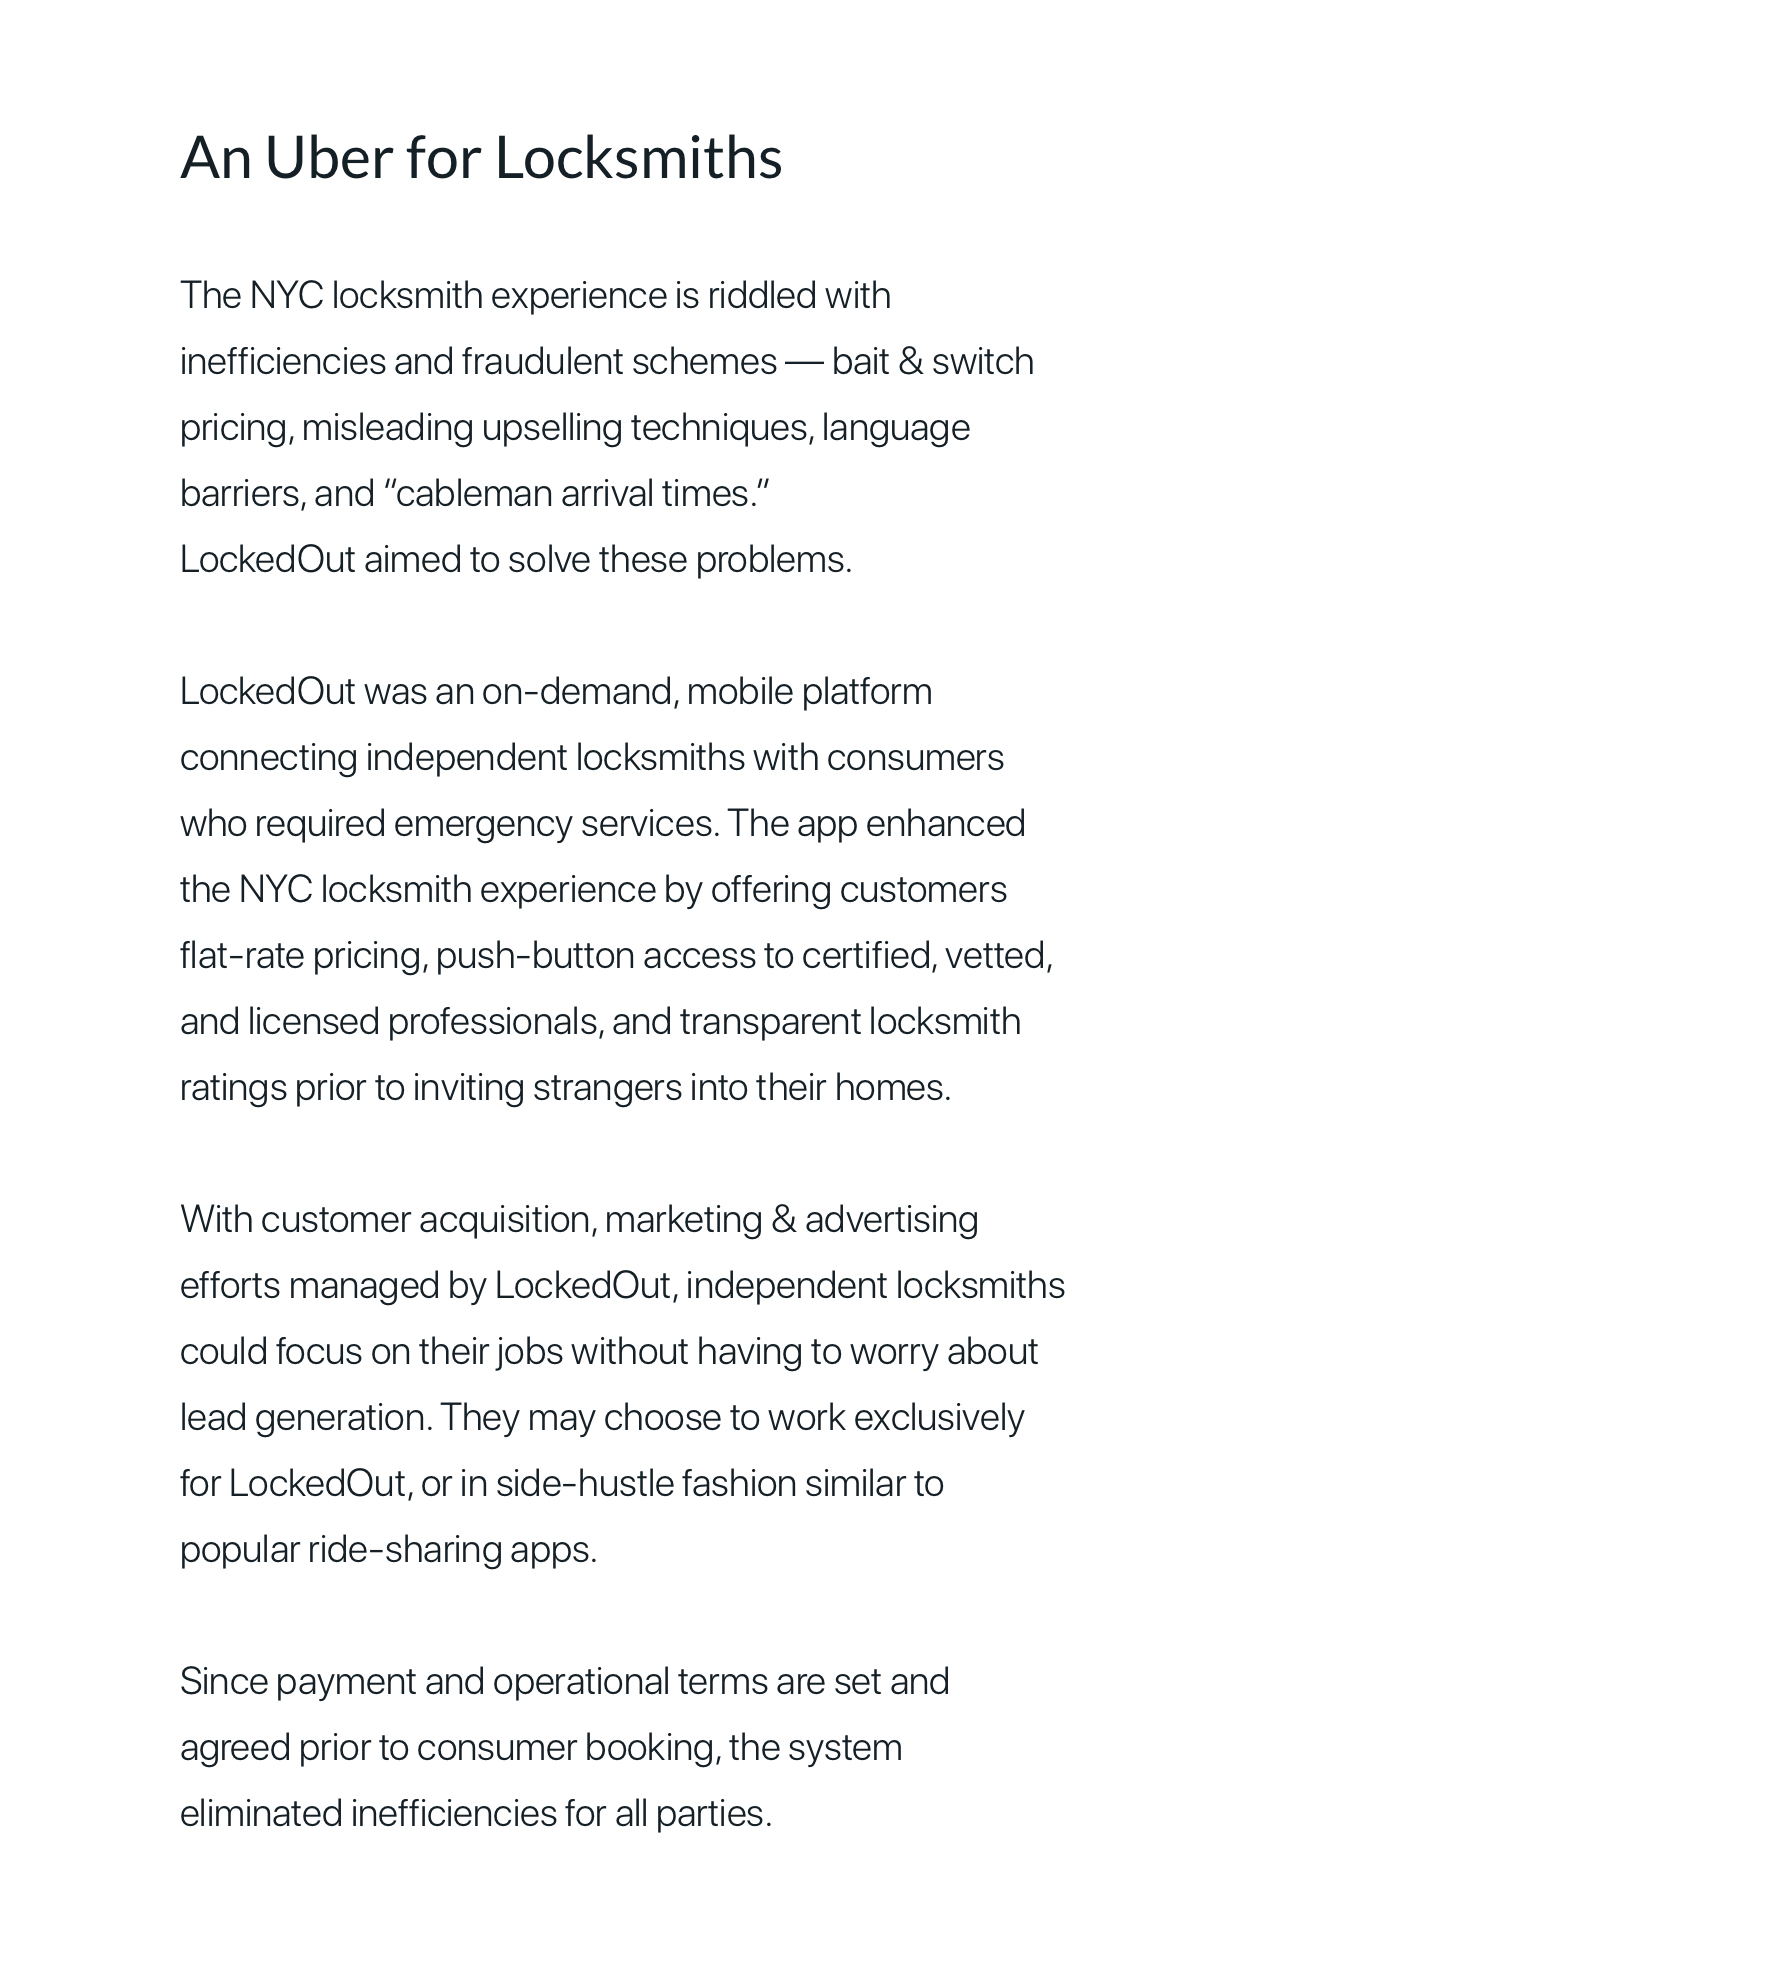 An Uber for Locksmiths
The NYC locksmith experience is riddled with
inefficiencies and fraudulent schemes — bait & switch
pricing, misleading upselling techniques, language
barriers, and “cableman arrival times.”
LockedOut aimed to solve these problems.
LockedOut was an on-demand, mobile platform
connecting independent locksmiths with consumers
who required emergency services. The app enhanced
the NYC locksmith experience by offering customers
flat-rate pricing, push-button access to certified, vetted,
and licensed professionals, and transparent locksmith
ratings prior to inviting strangers into their homes.
With customer acquisition, marketing & advertising
efforts managed by LockedOut, independent locksmiths
could focus on their jobs without having to worry about
lead generation. They may choose to work exclusively
for LockedOut, or in side-hustle fashion similar to
popular ride-sharing apps.
Since payment and operational terms are set and
agreed prior to consumer booking, the system
eliminated inefficiencies for all parties.